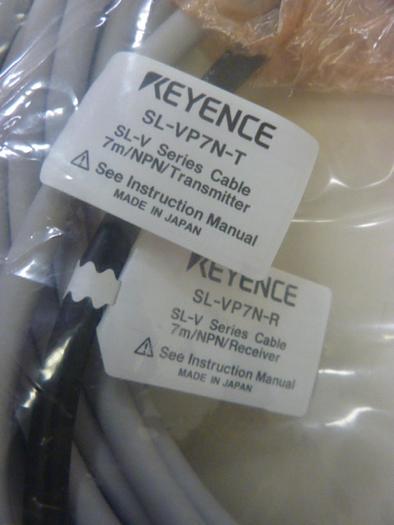 KEYENCE
SL-VP7N-T
SL-V Series Cable
7m/NPN/Transmitter
See Instruction Manual
MADE IN JAPAN
KEYENCE
SL-VP7N-R
SL-V Series Cable
7m/NPN/Receiver
See Instruction Manual
MADE IN JAPAN